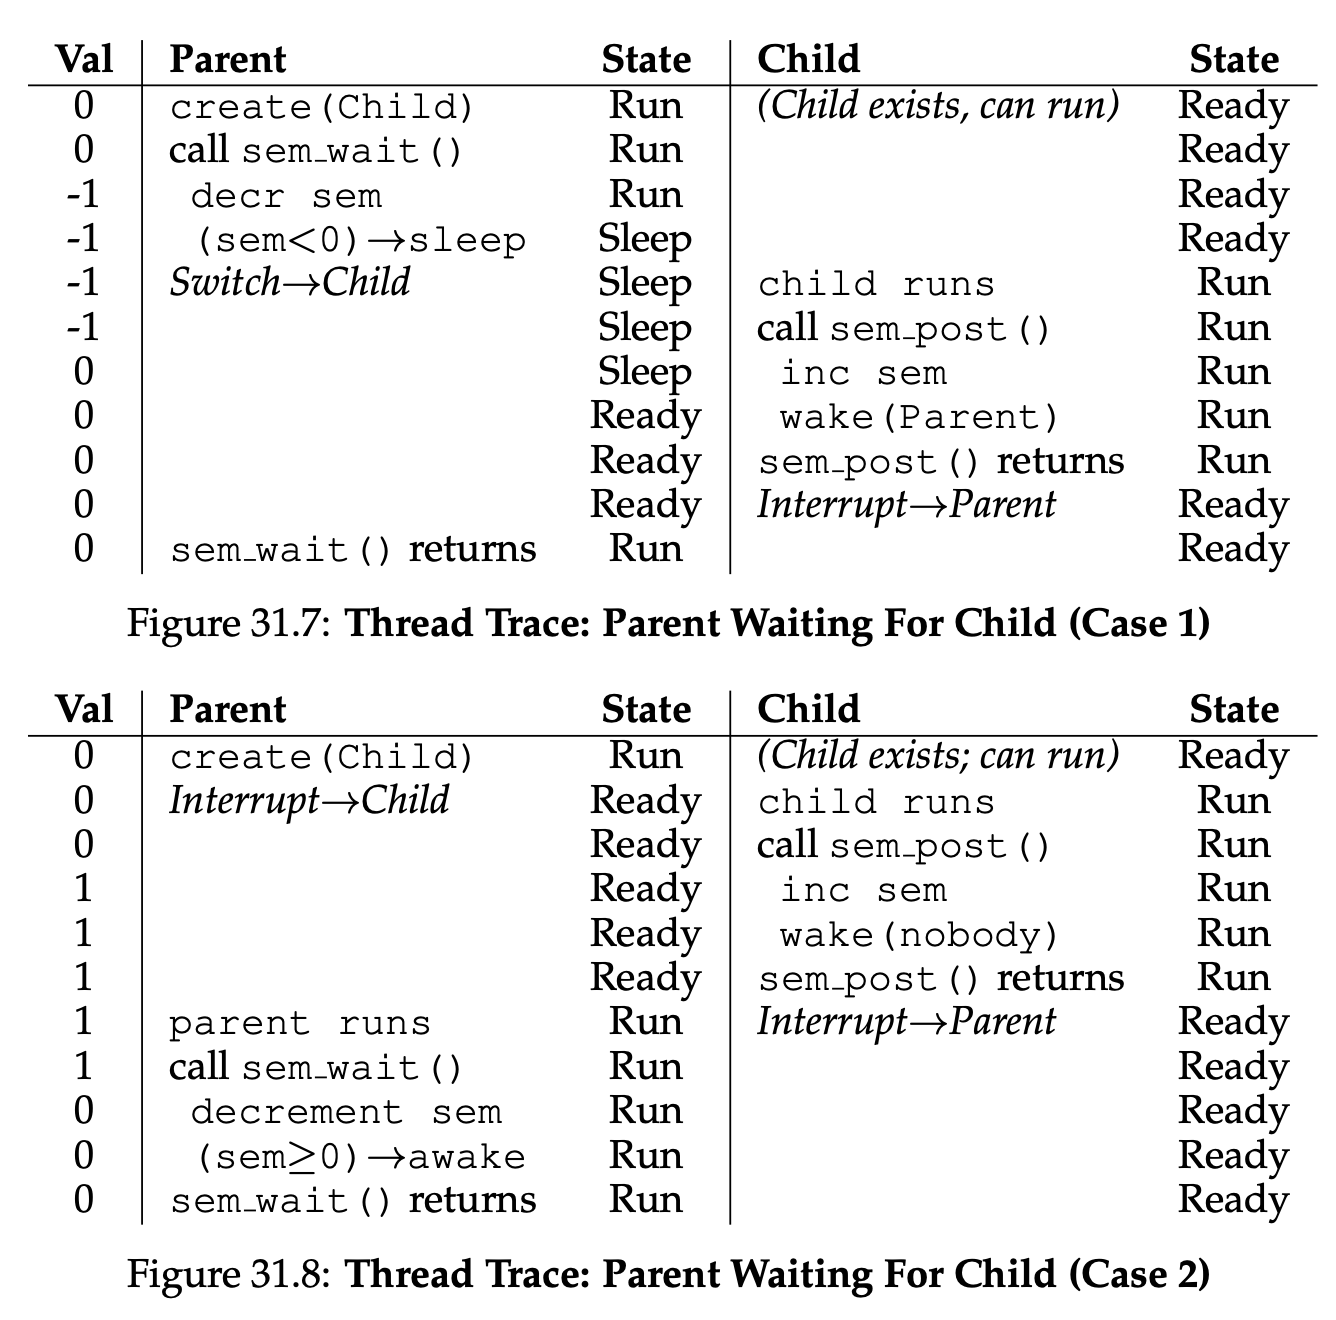 Val Parent State Child State
0 create(Child) Run (Child exists, can run) Ready
0 call sem_wait() Run Ready
-1 decr sem Run Ready
-1 (sem<0)→sleep Sleep Ready
-1 Switch→Child Sleep child runs Run
-1 Sleep call sem_post() Run
0 Sleep inc sem Run
0 Ready wake(Parent) Run
0 Ready sem_post() returns Run
0 Ready Interrupt→Parent Ready
0 sem_wait() returns Run Ready
Figure 31.7: Thread Trace: Parent Waiting For Child (Case 1)
Val Parent State Child State
0 create(Child) Run (Child exists; can run) Ready
0 Interrupt→Child Ready child runs Run
0 Ready call sem_post() Run
1 Ready inc sem Run
1 Ready wake(nobody) Run
1 Ready sem_post() returns Run
1 parent runs Run Interrupt→Parent Ready
1 call sem_wait() Run Ready
0 decrement sem Run Ready
0 (sem≥0)→awake Run Ready
0 sem_wait() returns Run Ready
Figure 31.8: Thread Trace: Parent Waiting For Child (Case 2)